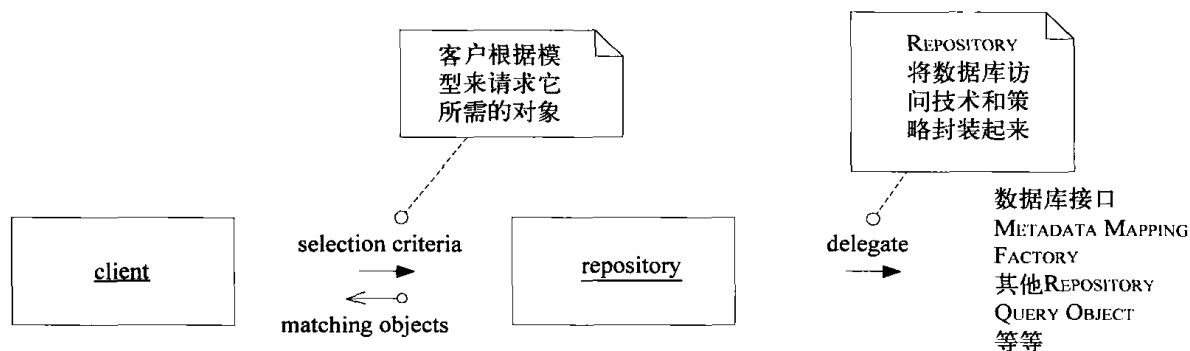 客户根据模
型来请求它
所需的对象
REPOSITORY
将数据库访
问技术和策
略封装起来
client
selection criteria
matching objects
repository
delegate
数据库接口
METADATA MAPPING
FACTORY
其他REPOSITORY
QUERY OBJECT
等等